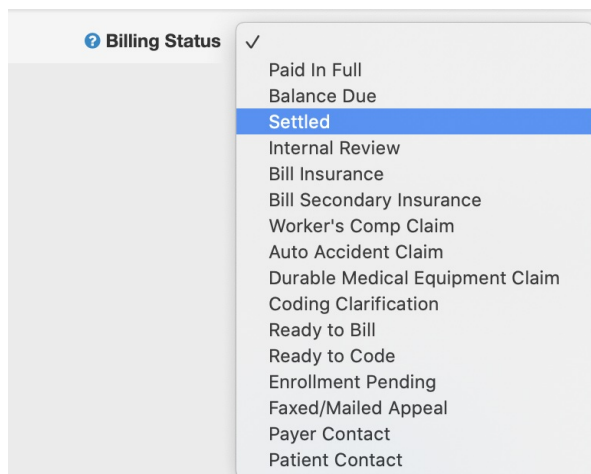 Billing Status
Paid In Full
Balance Due
Settled
Internal Review
Bill Insurance
Bill Secondary Insurance
Worker's Comp Claim
Auto Accident Claim
Durable Medical Equipment Claim
Coding Clarification
Ready to Bill
Ready to Code
Enrollment Pending
Faxed/Mailed Appeal
Payer Contact
Patient Contact